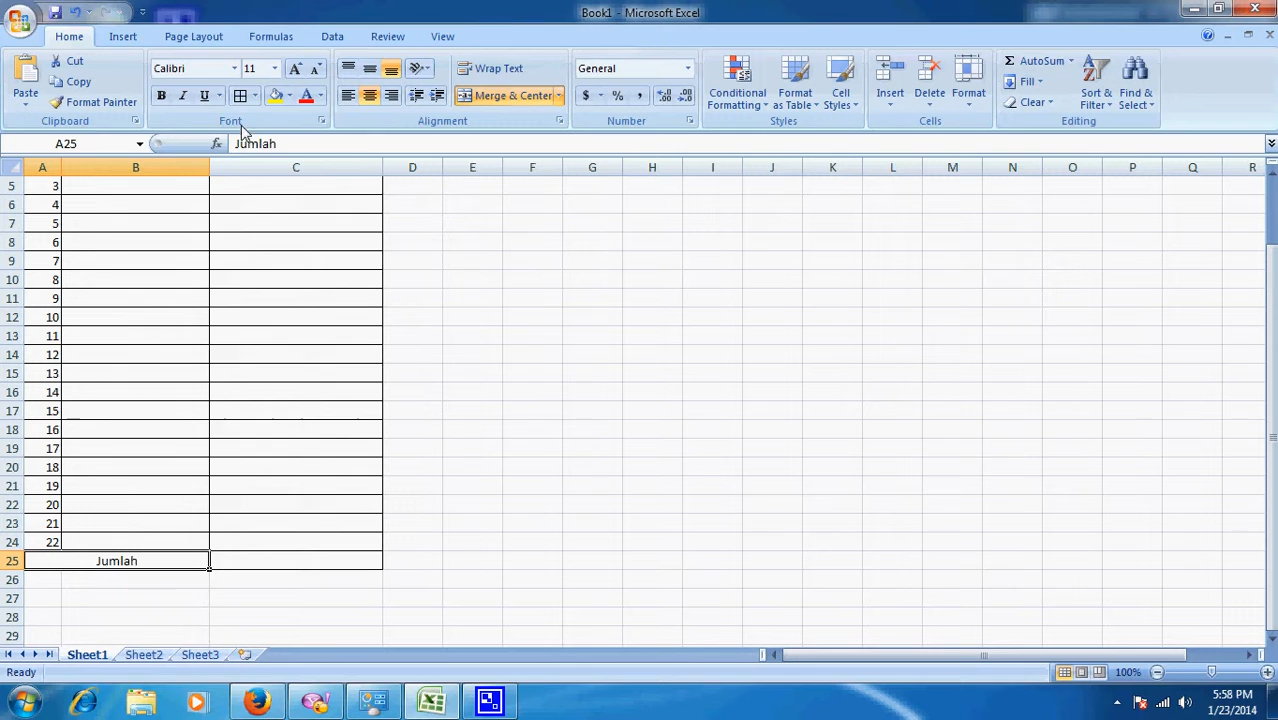 Book1 - Microsoft Excel
Home Insert Page Layout Formulas Data Review View
Paste Cut Copy Format Painter Clipboard
Calibri 11 B I U A A A Font
Wrap Text Merge & Center Alignment
General $ % , Number
Conditional Formatting Format as Table Cell Styles Styles
Insert Delete Format Cells
Σ AutoSum Fill Clear Sort & Filter Find & Select Editing
A25 fx Jumlah
A B C D E F G H I J K L M N O P Q R
5 3
6 4
7 5
8 6
9 7
10 8
11 9
12 10
13 11
14 12
15 13
16 14
17 15
18 16
19 17
20 18
21 19
22 20
23 21
24 22
25 Jumlah
26
27
28
29
Sheet1 Sheet2 Sheet3
Ready 100%
5:58 PM
1/23/2014